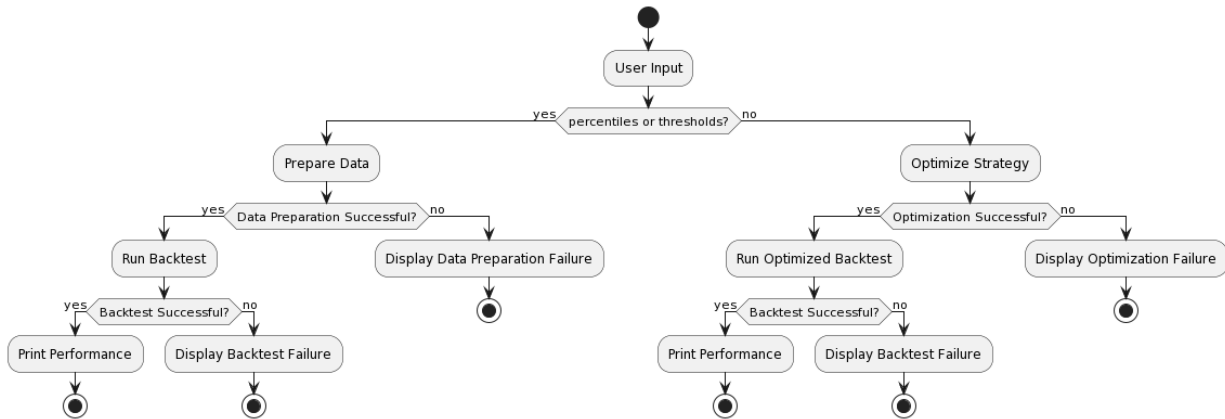 User Input
yes
percentiles or thresholds?
no
Prepare Data
Optimize Strategy
yes
Data Preparation Successful?
no
yes
Optimization Successful?
no
Run Backtest
Display Data Preparation Failure
Run Optimized Backtest
Display Optimization Failure
yes
Backtest Successful?
no
yes
Backtest Successful?
no
Print Performance
Display Backtest Failure
Print Performance
Display Backtest Failure